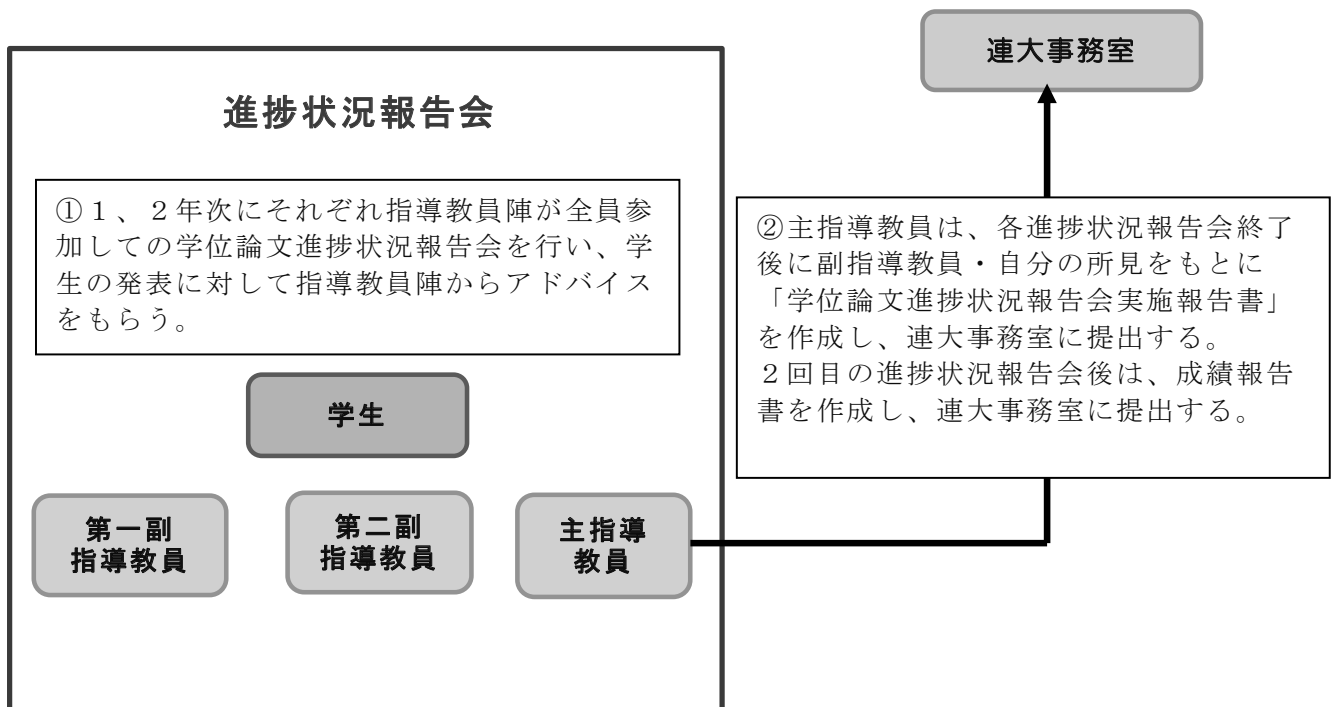 連大事務室
進捗状況報告会
①１、２年次にそれぞれ指導教員陣が全員参
加しての学位論文進捗状況報告会を行い、学
生の発表に対して指導教員陣からアドバイス
をもらう。
②主指導教員は、各進捗状況報告会終了
後に副指導教員・自分の所見をもとに
「学位論文進捗状況報告会実施報告書」
を作成し、連大事務室に提出する。
２回目の進捗状況報告会後は、成績報告
書を作成し、連大事務室に提出する。
学生
第一副
指導教員
第二副
指導教員
主指導
教員